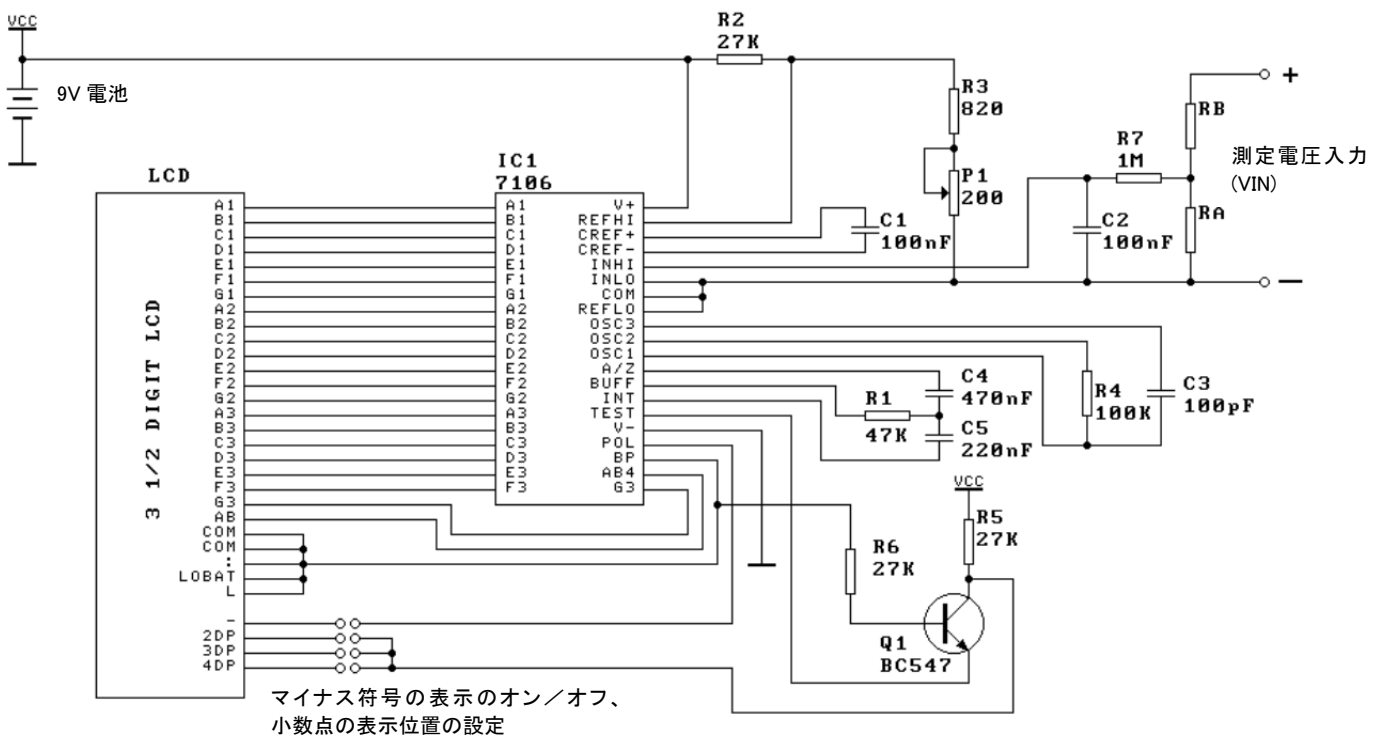 VCC
9V 電池
R2
27K
R3
820
P1
200
RB
R7
1M
測定電圧入力
(VIN)
RA
C1
100nF
C2
100nF
LCD
3 1/2 DIGIT LCD
A1
B1
C1
D1
E1
F1
G1
A2
B2
C2
D2
E2
F2
G2
A3
B3
C3
D3
E3
F3
G3
AB
COM
COM
:
LOBAT
L
-
2DP
3DP
4DP
IC1
7106
A1
B1
C1
D1
E1
F1
G1
A2
B2
C2
D2
E2
F2
G2
A3
B3
C3
D3
E3
F3
V+
REFHI
CREF+
CREF-
INHI
INLO
COM
REFLO
OSC3
OSC2
OSC1
A/Z
BUFF
INT
TEST
V-
POL
BP
AB4
G3
+
−
R1
47K
C4
470nF
C5
220nF
R4
100K
C3
100pF
VCC
R5
27K
R6
27K
Q1
BC547
マイナス符号の表示のオン／オフ、
小数点の表示位置の設定